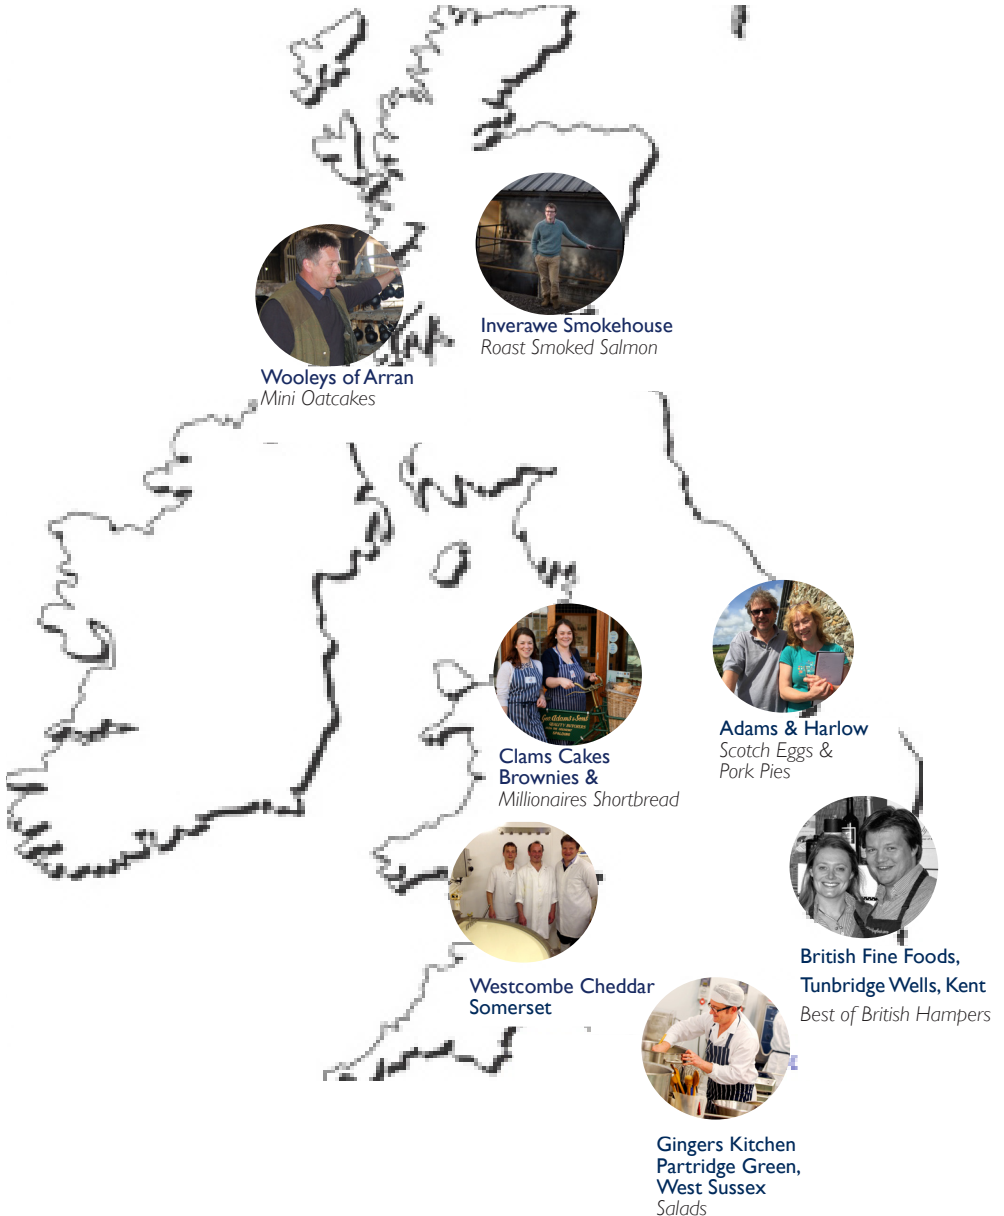 Inverawe Smokehouse
Roast Smoked Salmon
Wooleys of Arran
Mini Oatcakes
Adams & Harlow
Scotch Eggs &
Pork Pies
Clams Cakes
Brownies &
Millionaires Shortbread
British Fine Foods,
Tunbridge Wells, Kent
Best of British Hampers
Westcombe Cheddar
Somerset
Gingers Kitchen
Partridge Green,
West Sussex
Salads